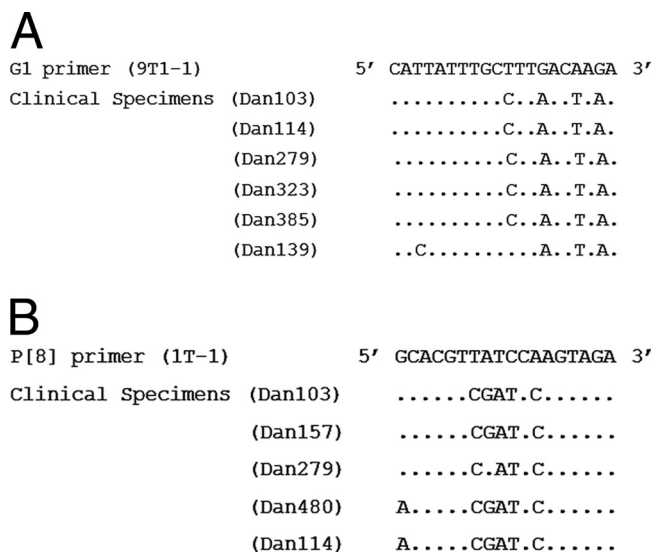 A
G1 primer (9T1-1) 5’ CATTATTTGCTTTGACAAGA 3’
Clinical Specimens (Dan103) ..........C..A..T.A.
(Dan114) ..........C..A..T.A.
(Dan279) ..........C..A..T.A.
(Dan323) ..........C..A..T.A.
(Dan385) ..........C..A..T.A.
(Dan139) ..C..........A..T.A.
B
P[8] primer (1T-1) 5’ GCACGTTATCCAAGTAGA 3’
Clinical Specimens (Dan103) ......CGAT.C......
(Dan157) ......CGAT.C......
(Dan279) ......C.AT.C......
(Dan480) A.....CGAT.C......
(Dan114) A.....CGAT.C......